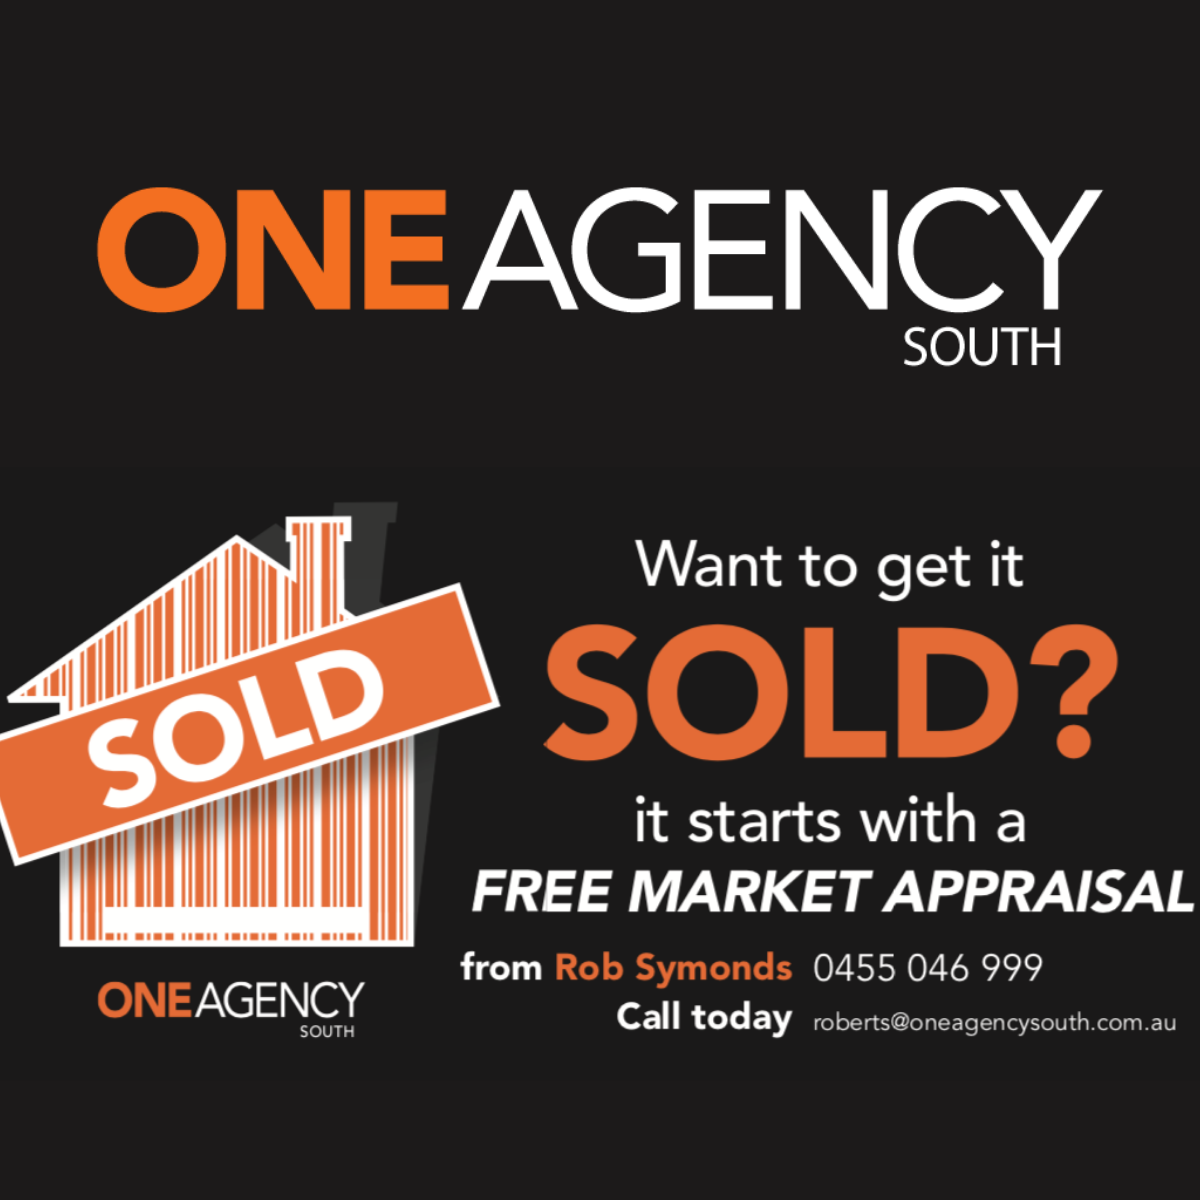 ONEAGENCY
SOUTH
SOLD
ONEAGENCY
SOUTH
Want to get it
SOLD?
it starts with a
FREE MARKET APPRAISAL
from Rob Symonds 0455 046 999
Call today roberts@oneagencysouth.com.au